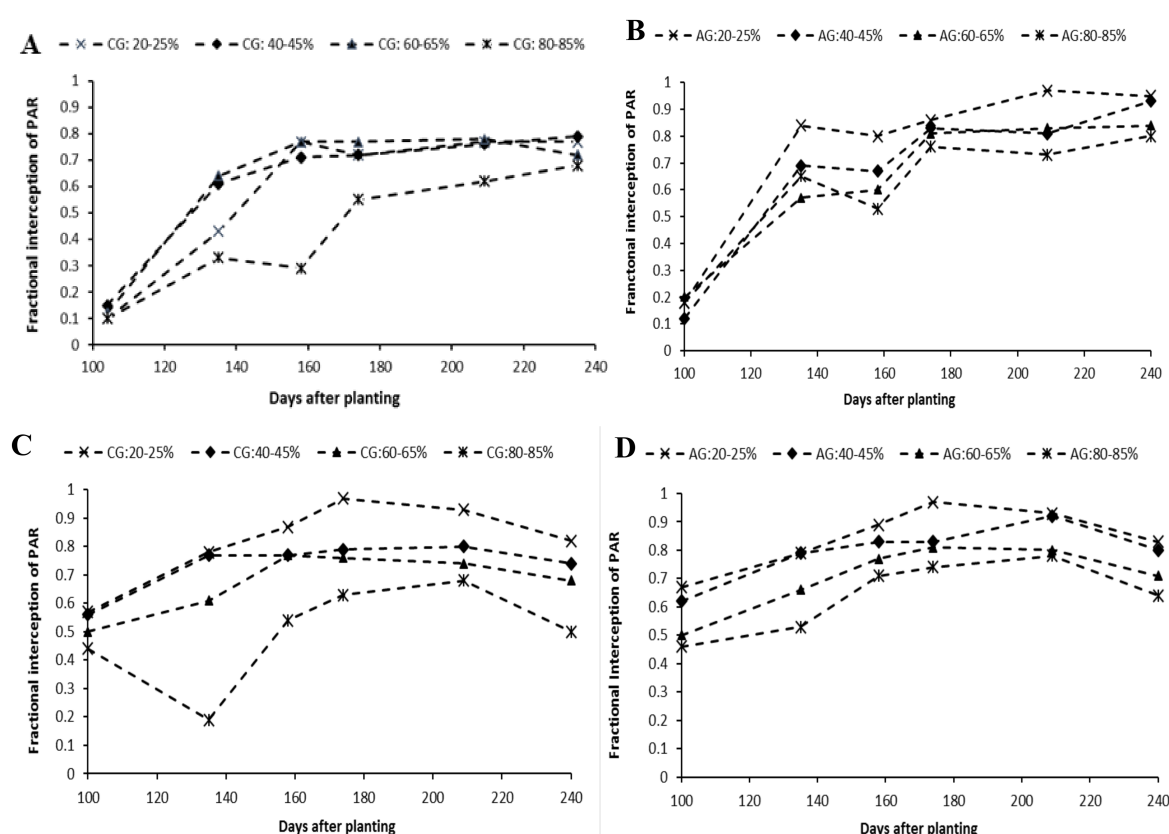 A
CG: 20-25% CG: 40-45% CG: 60-65% CG: 80-85%
Fractional interception of PAR
1
0.9
0.8
0.7
0.6
0.5
0.4
0.3
0.2
0.1
0
100 120 140 160 180 200 220 240
Days after planting
B
AG:20-25% AG:40-45% AG:60-65% AG:80-85%
Franctonal interception of PAR
1
0.9
0.8
0.7
0.6
0.5
0.4
0.3
0.2
0.1
0
100 120 140 160 180 200 220 240
Days after planting
C
CG:20-25% CG:40-45% CG:60-65% CG:80-85%
Fractional interception of PAR
1
0.9
0.8
0.7
0.6
0.5
0.4
0.3
0.2
0.1
0
100 120 140 160 180 200 220 240
Days after planting
D
AG:20-25% AG:40-45% AG:60-65% AG:80-85%
Fractional Interception of PAR
1
0.9
0.8
0.7
0.6
0.5
0.4
0.3
0.2
0.1
0
100 120 140 160 180 200 220 240
Days after planting